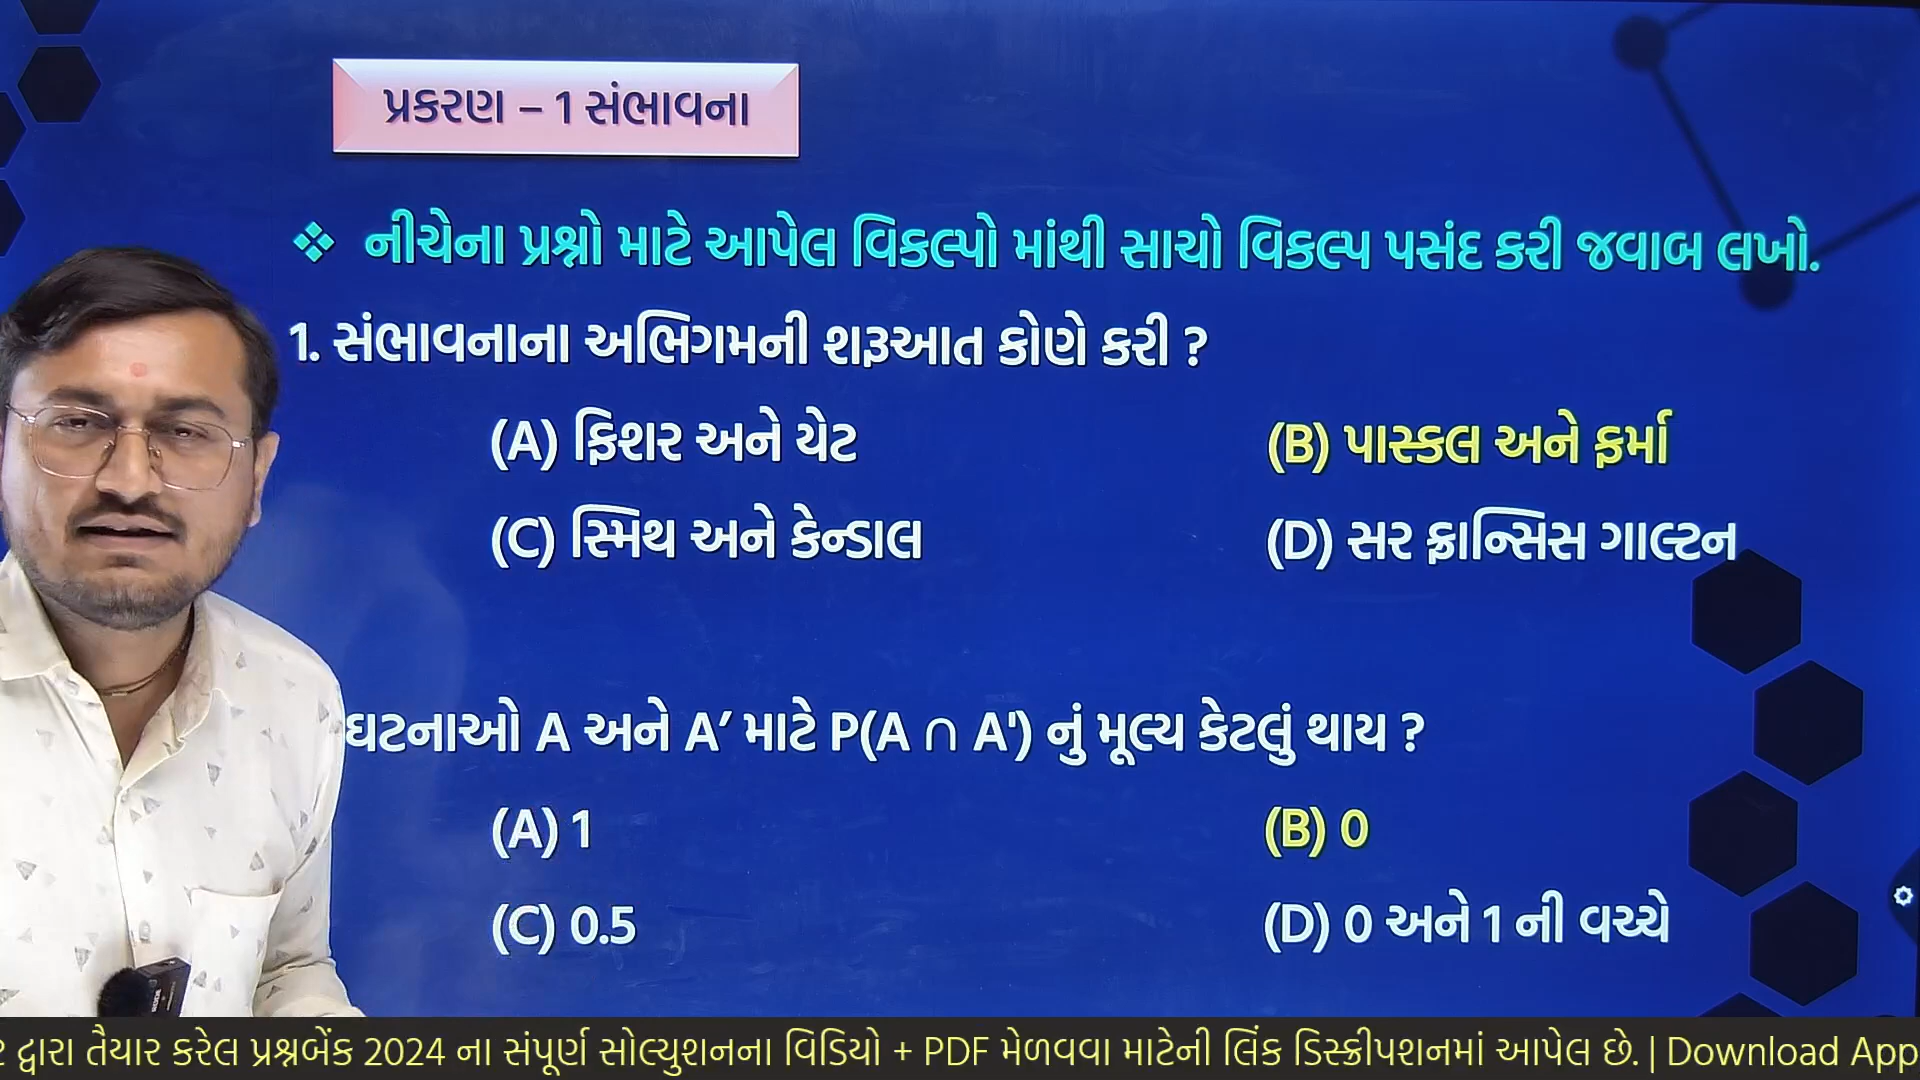 પ્રકરણ – 1 સંભાવના
❖ નીચેના પ્રશ્નો માટે આપેલ વિકલ્પો માંથી સાચો વિકલ્પ પસંદ કરી જવાબ લખો.
1. સંભાવનાના અભિગમની શરૂઆત કોણે કરી ?
(A) ફિશર અને યેટ (B) પાસ્કલ અને ફર્મા
(C) સ્મિથ અને કેન્ડાલ (D) સર ફ્રાન્સિસ ગાલ્ટન
ઘટનાઓ A અને A’ માટે P(A ∩ A') નું મૂલ્ય કેટલું થાય ?
(A) 1 (B) 0
(C) 0.5 (D) 0 અને 1 ની વચ્ચે
દ્વારા તૈયાર કરેલ પ્રશ્નબેંક 2024 ના સંપૂર્ણ સોલ્યુશનના વિડિયો + PDF મેળવવા માટેની લિંક ડિસ્ક્રીપશનમાં આપેલ છે. | Download App